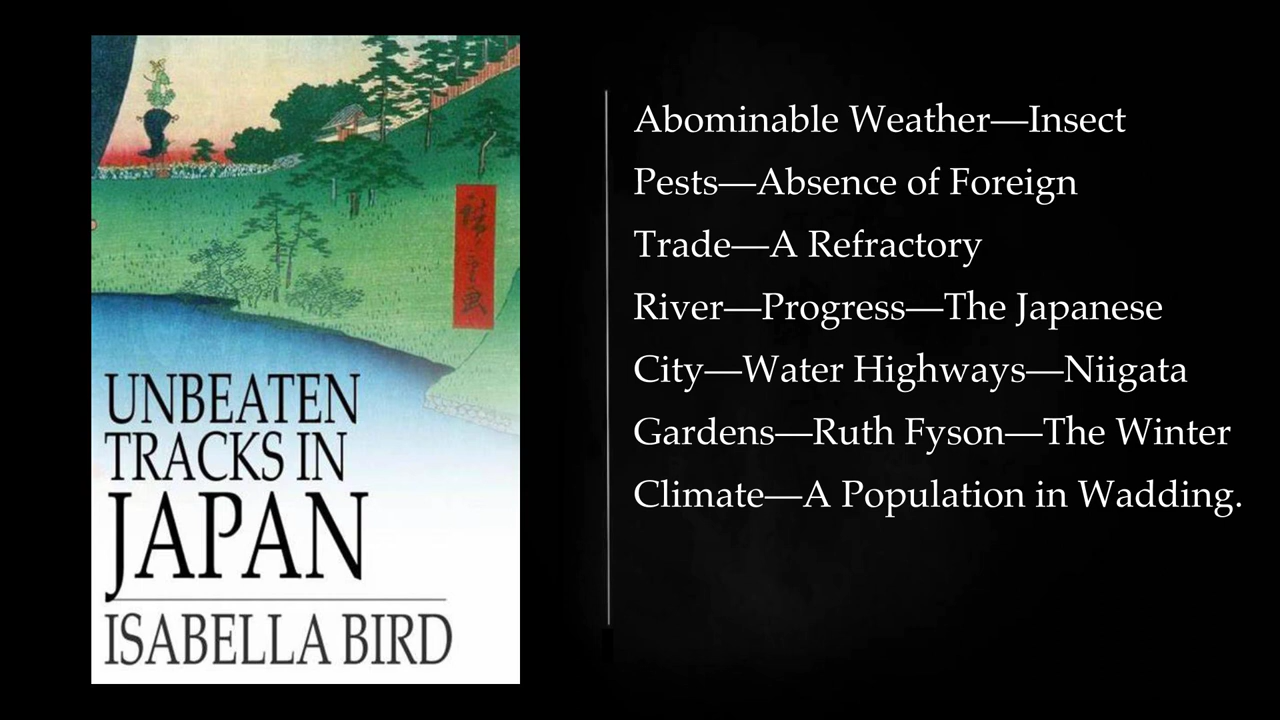 UNBEATEN
TRACKS IN
JAPAN
ISABELLA BIRD
Abominable Weather—Insect
Pests—Absence of Foreign
Trade—A Refractory
River—Progress—The Japanese
City—Water Highways—Niigata
Gardens—Ruth Fyson—The Winter
Climate—A Population in Wadding.